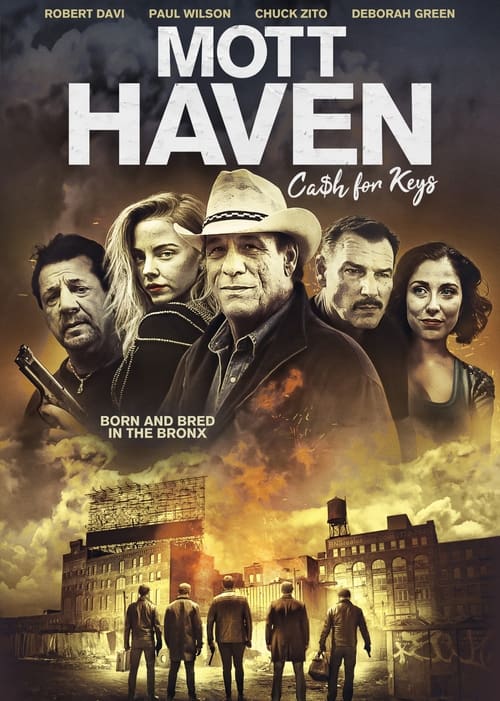 ROBERT DAVI PAUL WILSON CHUCK ZITO DEBORAH GREEN
MOTT
HAVEN
Ca$h for Keys
BORN AND BRED
IN THE BRONX